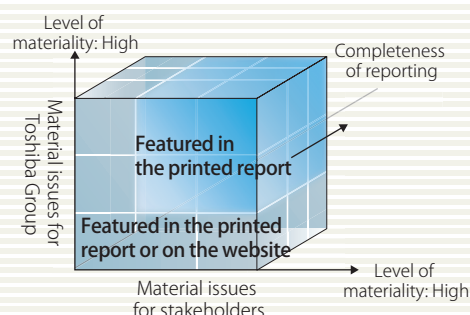 Level of
materiality: High
Completeness
of reporting
Material issues for
Toshiba Group
Featured in
the printed report
Featured in the printed
report or on the website
Level of
materiality: High
Material issues
for stakeholders